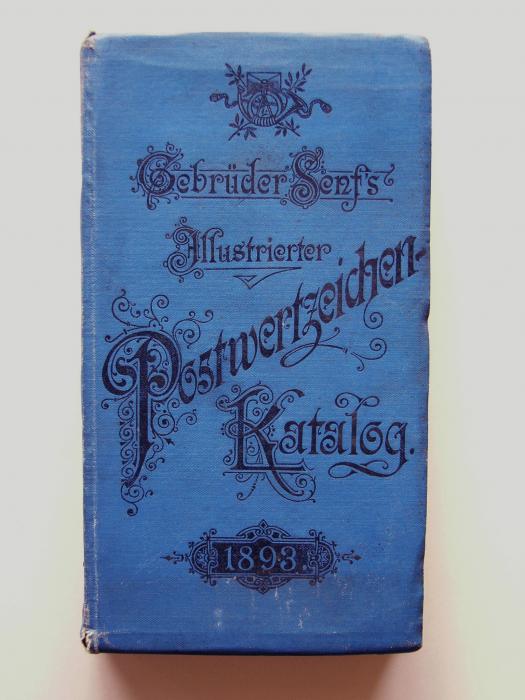 Gebrüder Senf's
Illustrierter
Postwertzeichen-
Katalog.
1893.